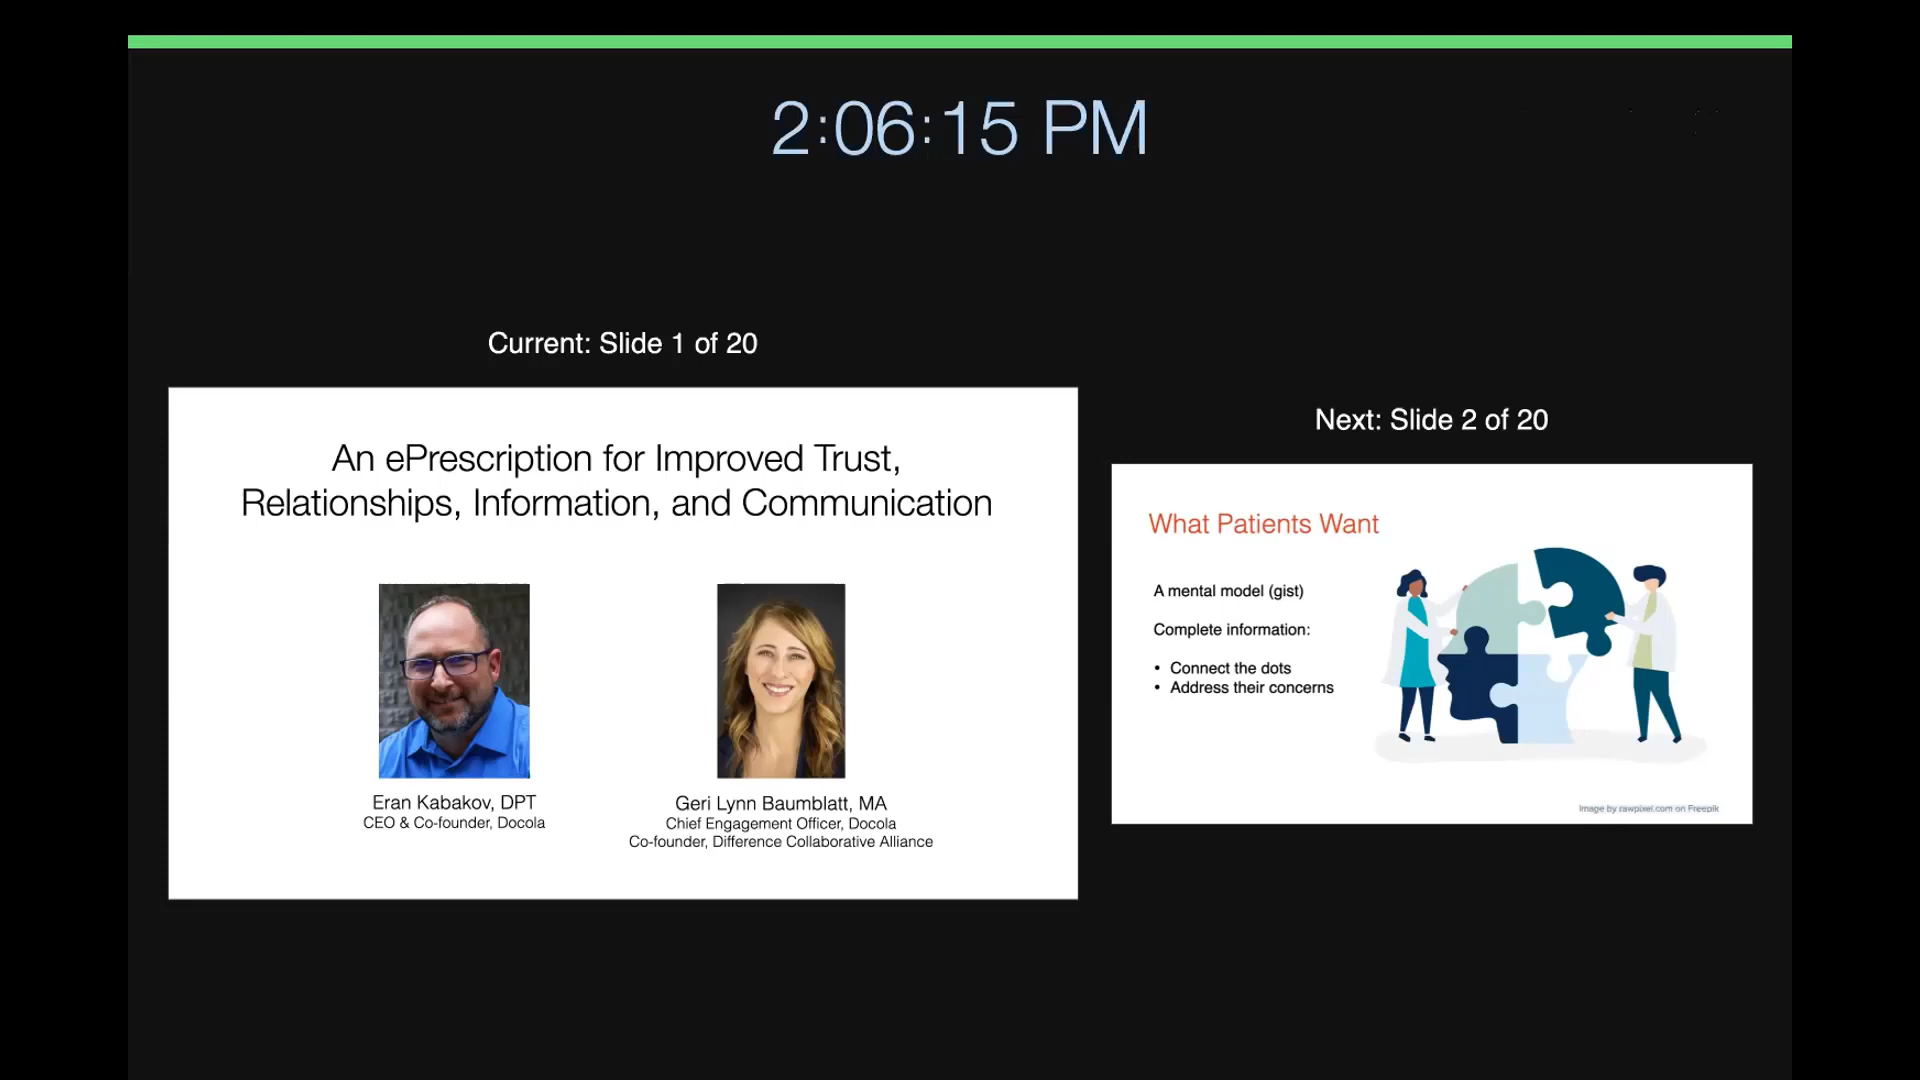 2:06:15 PM
Current: Slide 1 of 20
An ePrescription for Improved Trust,
Relationships, Information, and Communication
Eran Kabakov, DPT
CEO & Co-founder, Docola
Geri Lynn Baumblatt, MA
Chief Engagement Officer, Docola
Co-founder, Difference Collaborative Alliance
Next: Slide 2 of 20
What Patients Want
A mental model (gist)
Complete information:
• Connect the dots
• Address their concerns
Image by rawpixel.com on Freepik